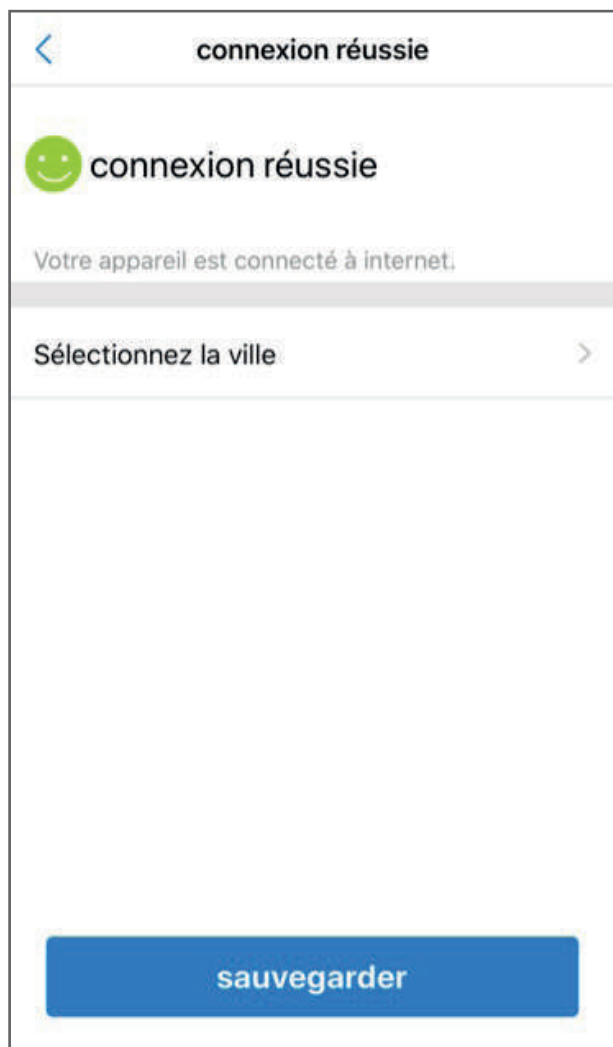 connexion réussie
connexion réussie
Votre appareil est connecté à internet.
Sélectionnez la ville
sauvegarder